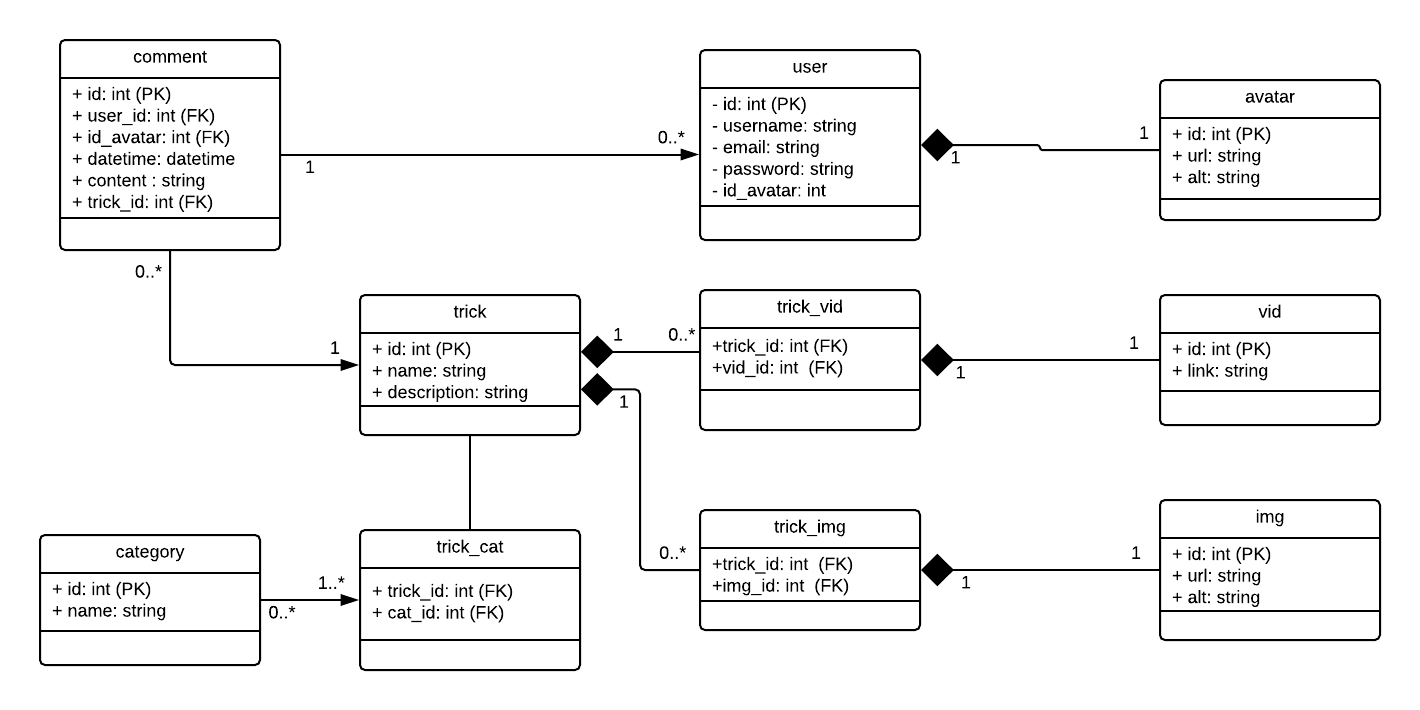 comment
+ id: int (PK)
+ user_id: int (FK)
+ id_avatar: int (FK)
+ datetime: datetime
+ content : string
+ trick_id: int (FK)
1
0..*
user
- id: int (PK)
- username: string
- email: string
- password: string
- id_avatar: int
1
1
avatar
+ id: int (PK)
+ url: string
+ alt: string
0..*
1
trick
+ id: int (PK)
+ name: string
+ description: string
1
0..*
1
0..*
trick_vid
+trick_id: int (FK)
+vid_id: int  (FK)
1
1
vid
+ id: int (PK)
+ link: string
category
+ id: int (PK)
+ name: string
0..*
1..*
trick_cat
+ trick_id: int (FK)
+ cat_id: int (FK)
trick_img
+trick_id: int  (FK)
+img_id: int  (FK)
1
1
img
+ id: int (PK)
+ url: string
+ alt: string